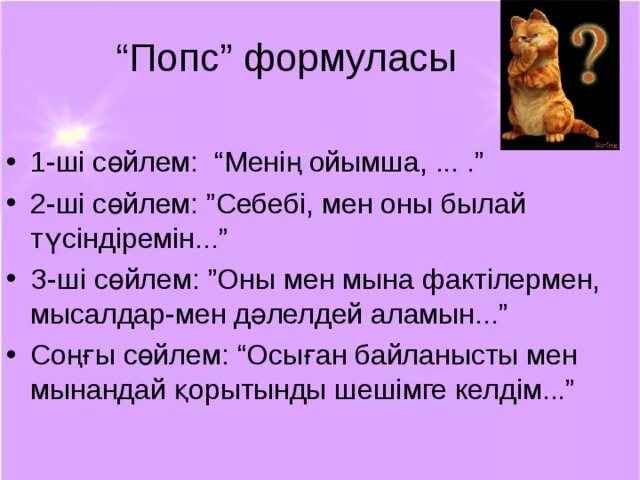 “Попс” формуласы
?
• 1-ші сөйлем: “Менің ойымша, ... .”
• 2-ші сөйлем: ”Себебі, мен оны былай
түсіндіремін...”
• 3-ші сөйлем: ”Оны мен мына фактілермен,
мысалдар-мен дәлелдей аламын...”
• Соңғы сөйлем: “Осыған байланысты мен
мынандай қорытынды шешімге келдім...”